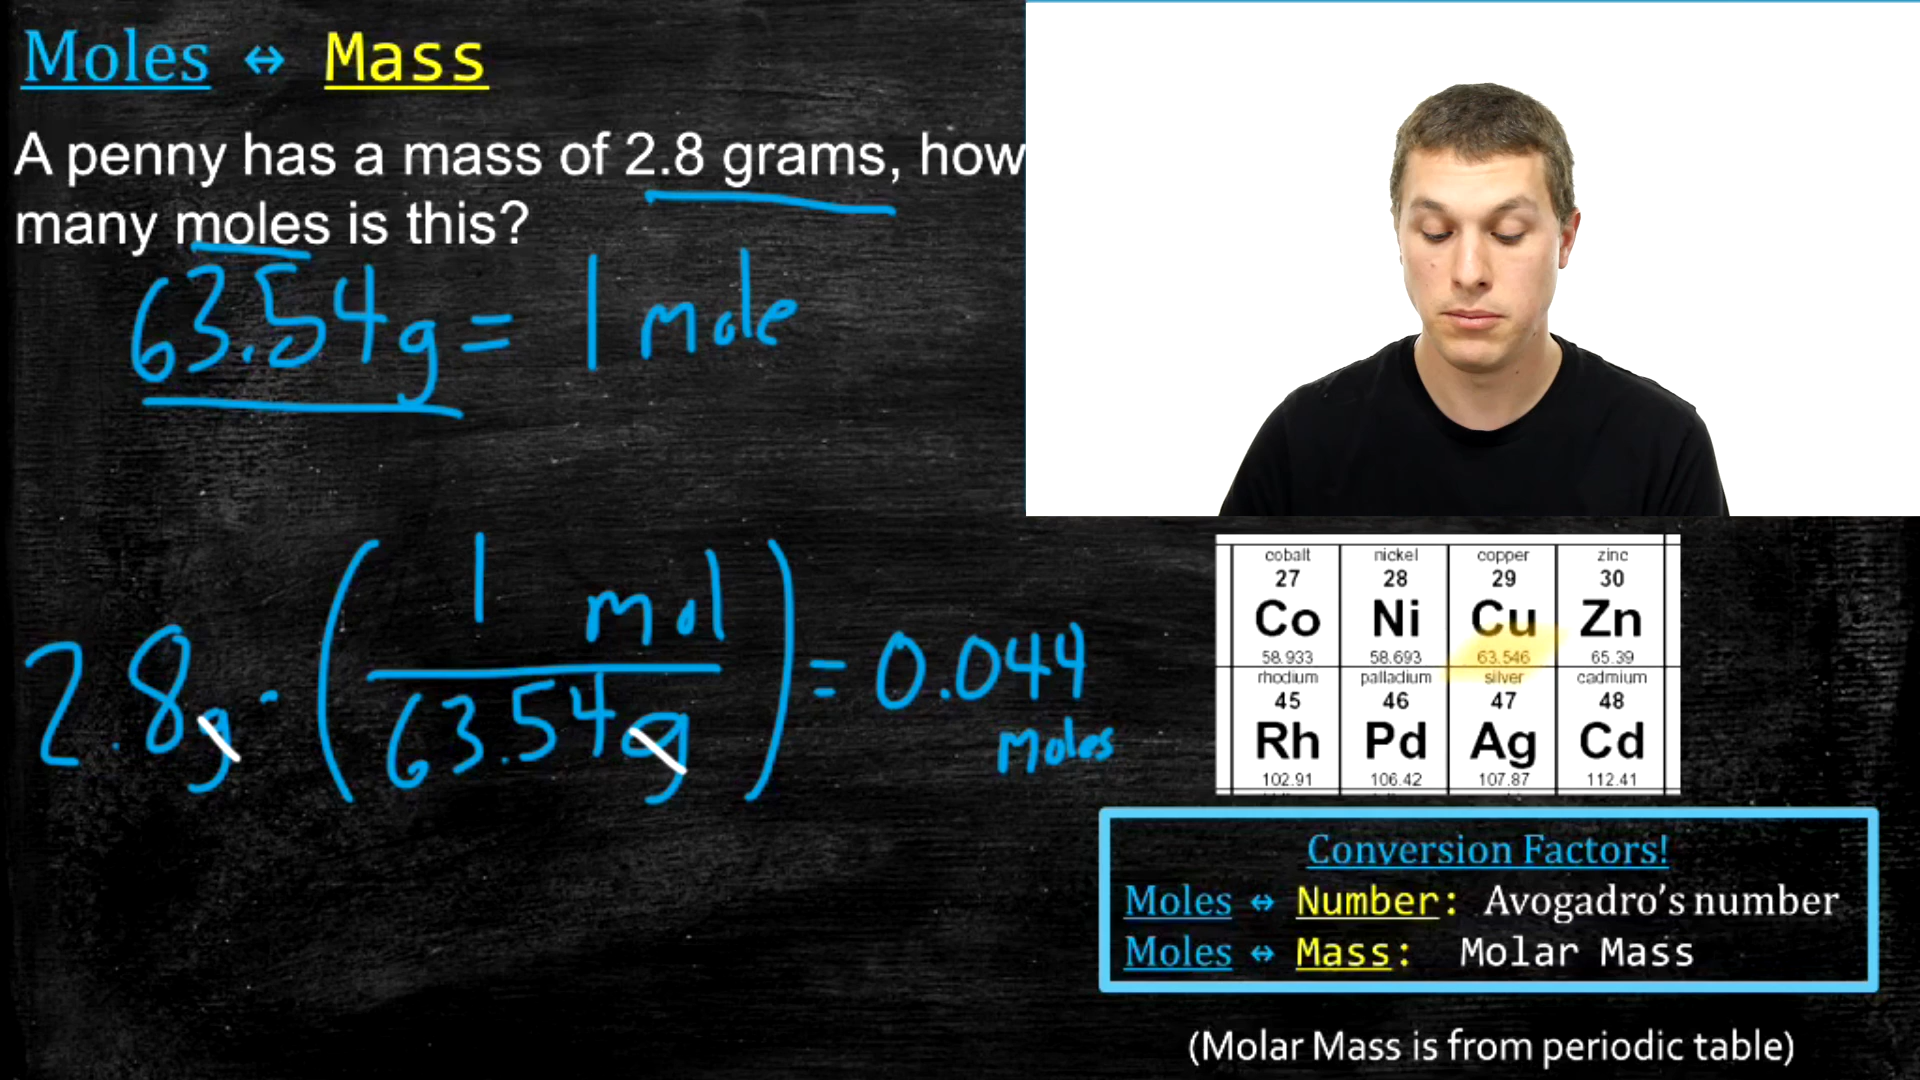 Moles ↔ Mass
A penny has a mass of 2.8 grams, how
many moles is this?
63.54g = 1 mole
2.8g · ( 1 mol / 63.54g ) = 0.044
moles
cobalt nickel copper zinc
27 28 29 30
Co Ni Cu Zn
58.933 58.693 63.546 65.39
rhodium palladium silver cadmium
45 46 47 48
Rh Pd Ag Cd
102.91 106.42 107.87 112.41
Conversion Factors!
Moles ↔ Number: Avogadro's number
Moles ↔ Mass: Molar Mass
(Molar Mass is from periodic table)